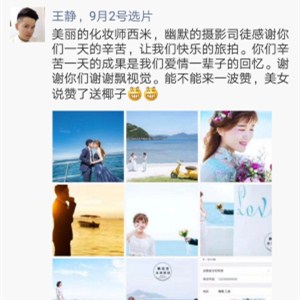 王静，9月2号选片
美丽的化妆师西米，幽默的摄影司徒感谢你
们一天的辛苦，让我们快乐的旅拍。你们辛
苦一天的成果是我们爱情一辈子的回忆。谢
谢你们谢谢飘视觉。能不能来一波赞，美女
说赞了送椰子
Love